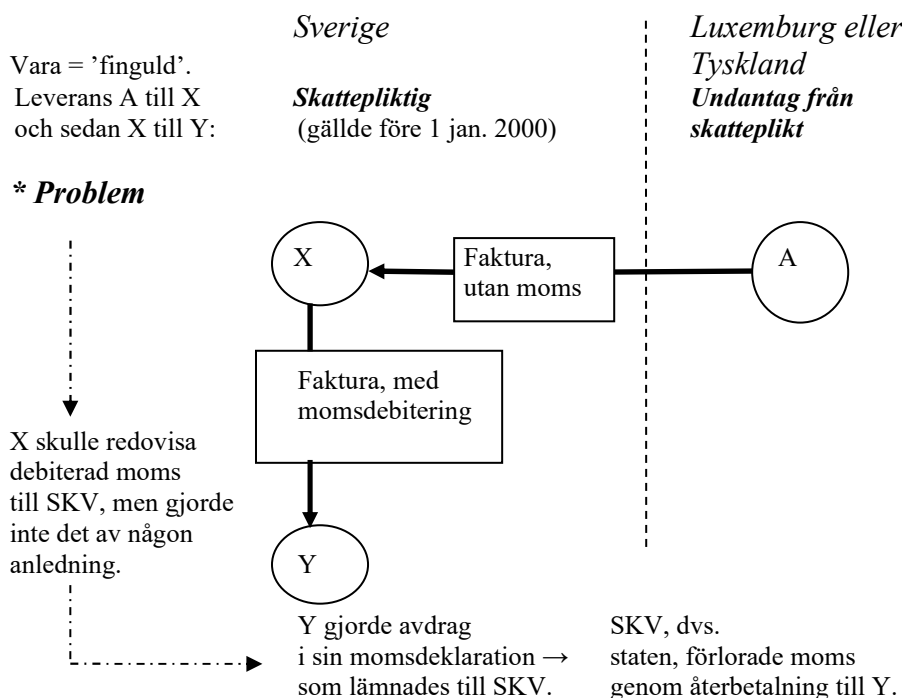 Sverige
Luxemburg eller
Tyskland
Vara = ’finguld’.
Leverans A till X
och sedan X till Y:
Skattepliktig
(gällde före 1 jan. 2000)
Undantag från
skatteplikt
* Problem
X
Faktura,
utan moms
A
Faktura, med
momsdebitering
X skulle redovisa
debiterad moms
till SKV, men gjorde
inte det av någon
anledning.
Y
Y gjorde avdrag
i sin momsdeklaration →
som lämnades till SKV.
SKV, dvs.
staten, förlorade moms
genom återbetalning till Y.